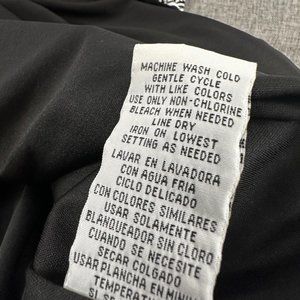 MACHINE WASH COLD
GENTLE CYCLE
WITH LIKE COLORS
USE ONLY NON-CHLORINE
BLEACH WHEN NEEDED
LINE DRY
IRON ON LOWEST
SETTING AS NEEDED
LAVAR EN LAVADORA
CON AGUA FRIA
CICLO DELICADO
CON COLORES SIMILARES
USAR SOLAMENTE
BLANQUEADOR SIN CLORO
CUANDO SE NECESITE
SECAR COLGADO
USAR PLANCHA EN